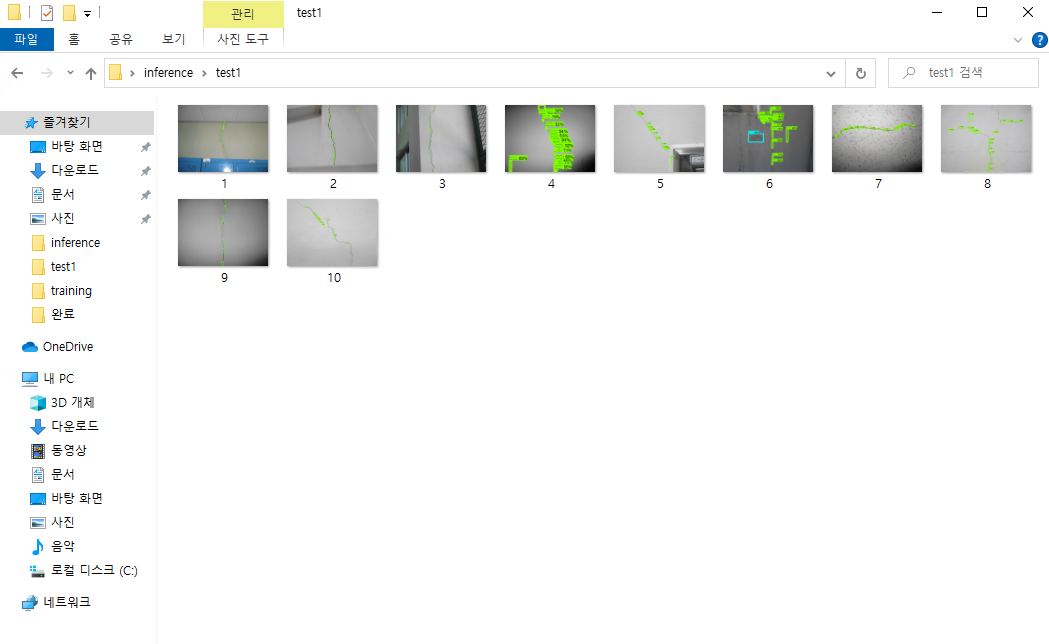 관리
test1
파일
홈
공유
보기
사진 도구
inference
test1
test1 검색
즐겨찾기
바탕 화면
다운로드
문서
사진
inference
test1
training
완료
OneDrive
내 PC
3D 개체
다운로드
동영상
문서
바탕 화면
사진
음악
로컬 디스크 (C:)
네트워크
1
2
3
4
5
6
7
8
9
10